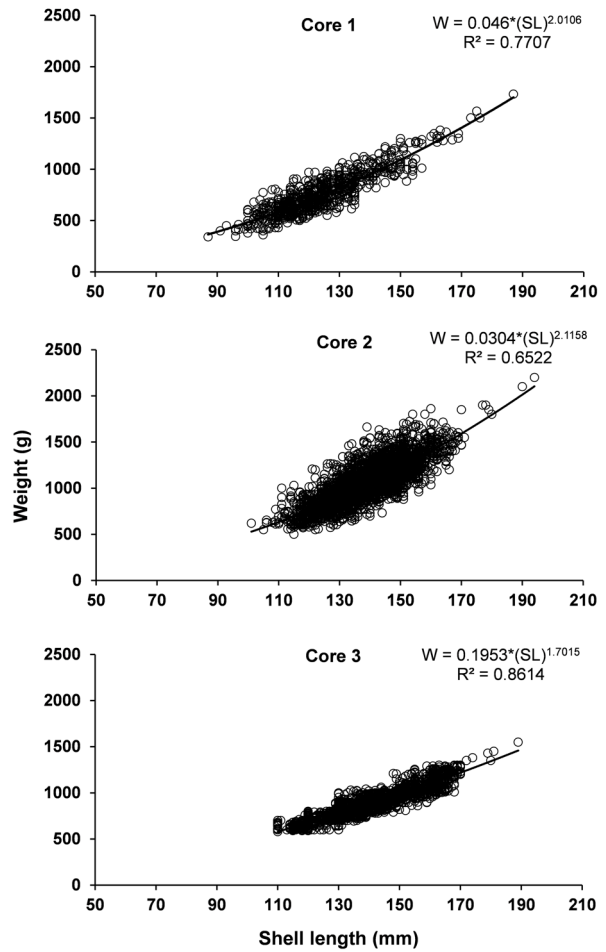 Core 1
W = 0.046*(SL)^2.0106
R² = 0.7707
2500
2000
1500
1000
500
0
50 70 90 110 130 150 170 190 210
Core 2
W = 0.0304*(SL)^2.1158
R² = 0.6522
2500
2000
1500
1000
500
0
50 70 90 110 130 150 170 190 210
Weight (g)
Core 3
W = 0.1953*(SL)^1.7015
R² = 0.8614
2500
2000
1500
1000
500
0
50 70 90 110 130 150 170 190 210
Shell length (mm)